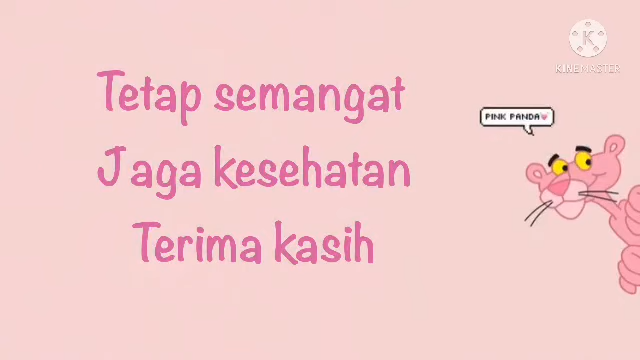 KINEMASTER
PINK PANDA
Tetap semangat
Jaga kesehatan
Terima kasih